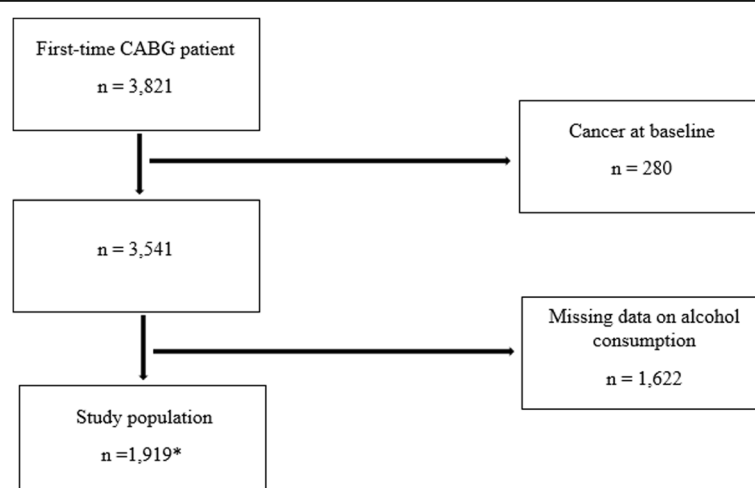 First-time CABG patient
n = 3,821
Cancer at baseline
n = 280
n = 3,541
Missing data on alcohol
consumption
n = 1,622
Study population
n =1,919*